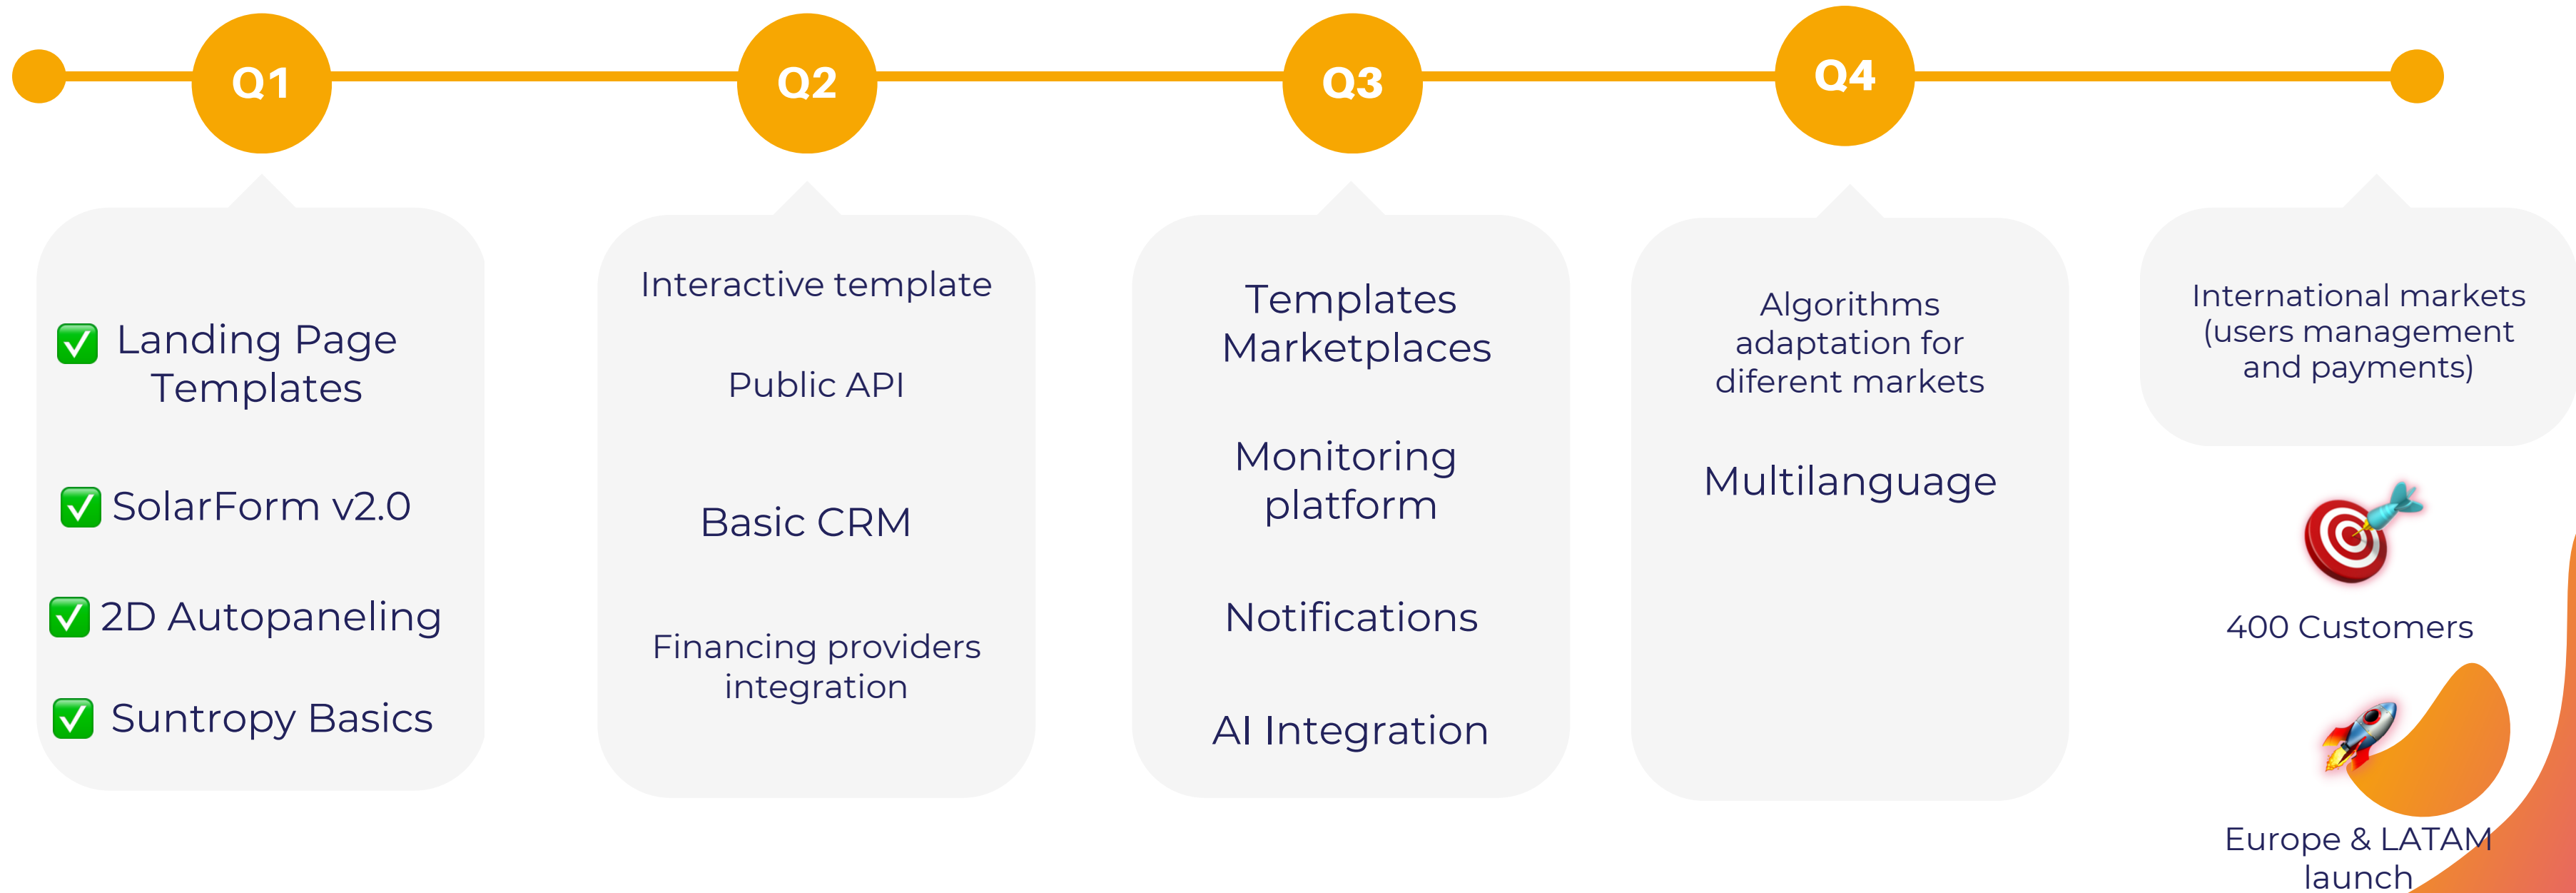 Q1
Q2
Q3
Q4
Landing Page
Templates
SolarForm v2.0
2D Autopaneling
Suntropy Basics
Interactive template
Public API
Basic CRM
Financing providers
integration
Templates
Marketplaces
Monitoring
platform
Notifications
AI Integration
Algorithms
adaptation for
diferent markets
Multilanguage
International markets
(users management
and payments)
400 Customers
Europe & LATAM
launch